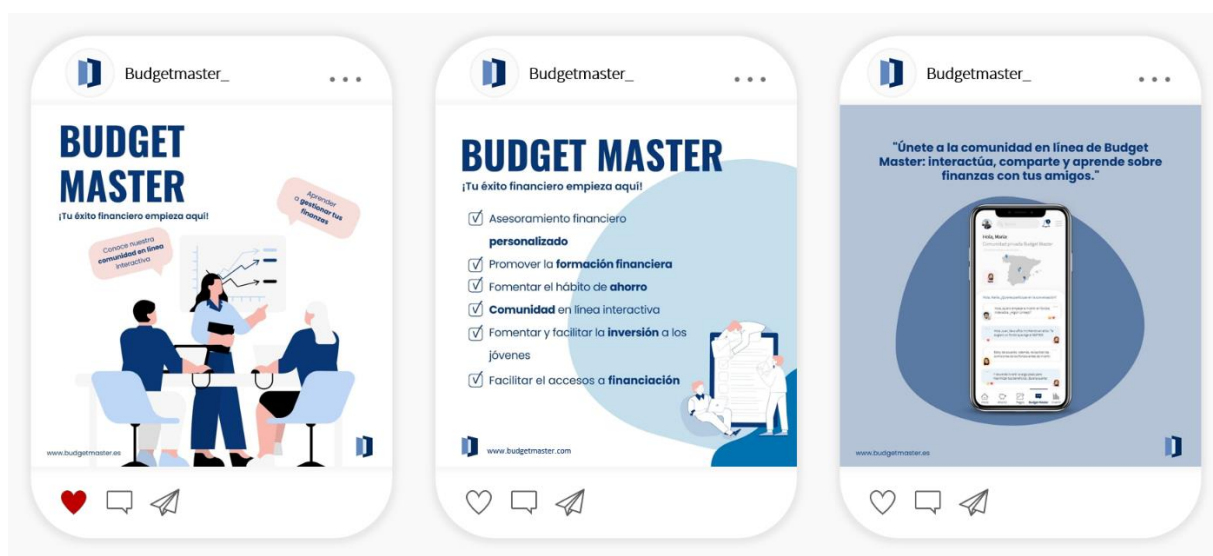 Budgetmaster_
BUDGET
MASTER
¡Tu éxito financiero empieza aquí!
Aprender
a gestionar tus
finanzas
Conoce nuestra
comunidad en línea
interactiva
www.budgetmaster.es
Budgetmaster_
BUDGET MASTER
¡Tu éxito financiero empieza aquí!
Asesoramiento financiero
personalizado
Promover la formación financiera
Fomentar el hábito de ahorro
Comunidad en línea interactiva
Fomentar y facilitar la inversión a los
jóvenes
Facilitar el accesos a financiación
www.budgetmaster.com
Budgetmaster_
"Únete a la comunidad en línea de Budget
Master: interactúa, comparte y aprende sobre
finanzas con tus amigos."
Hola, María
Comunidad privada Budget Master
www.budgetmaster.es